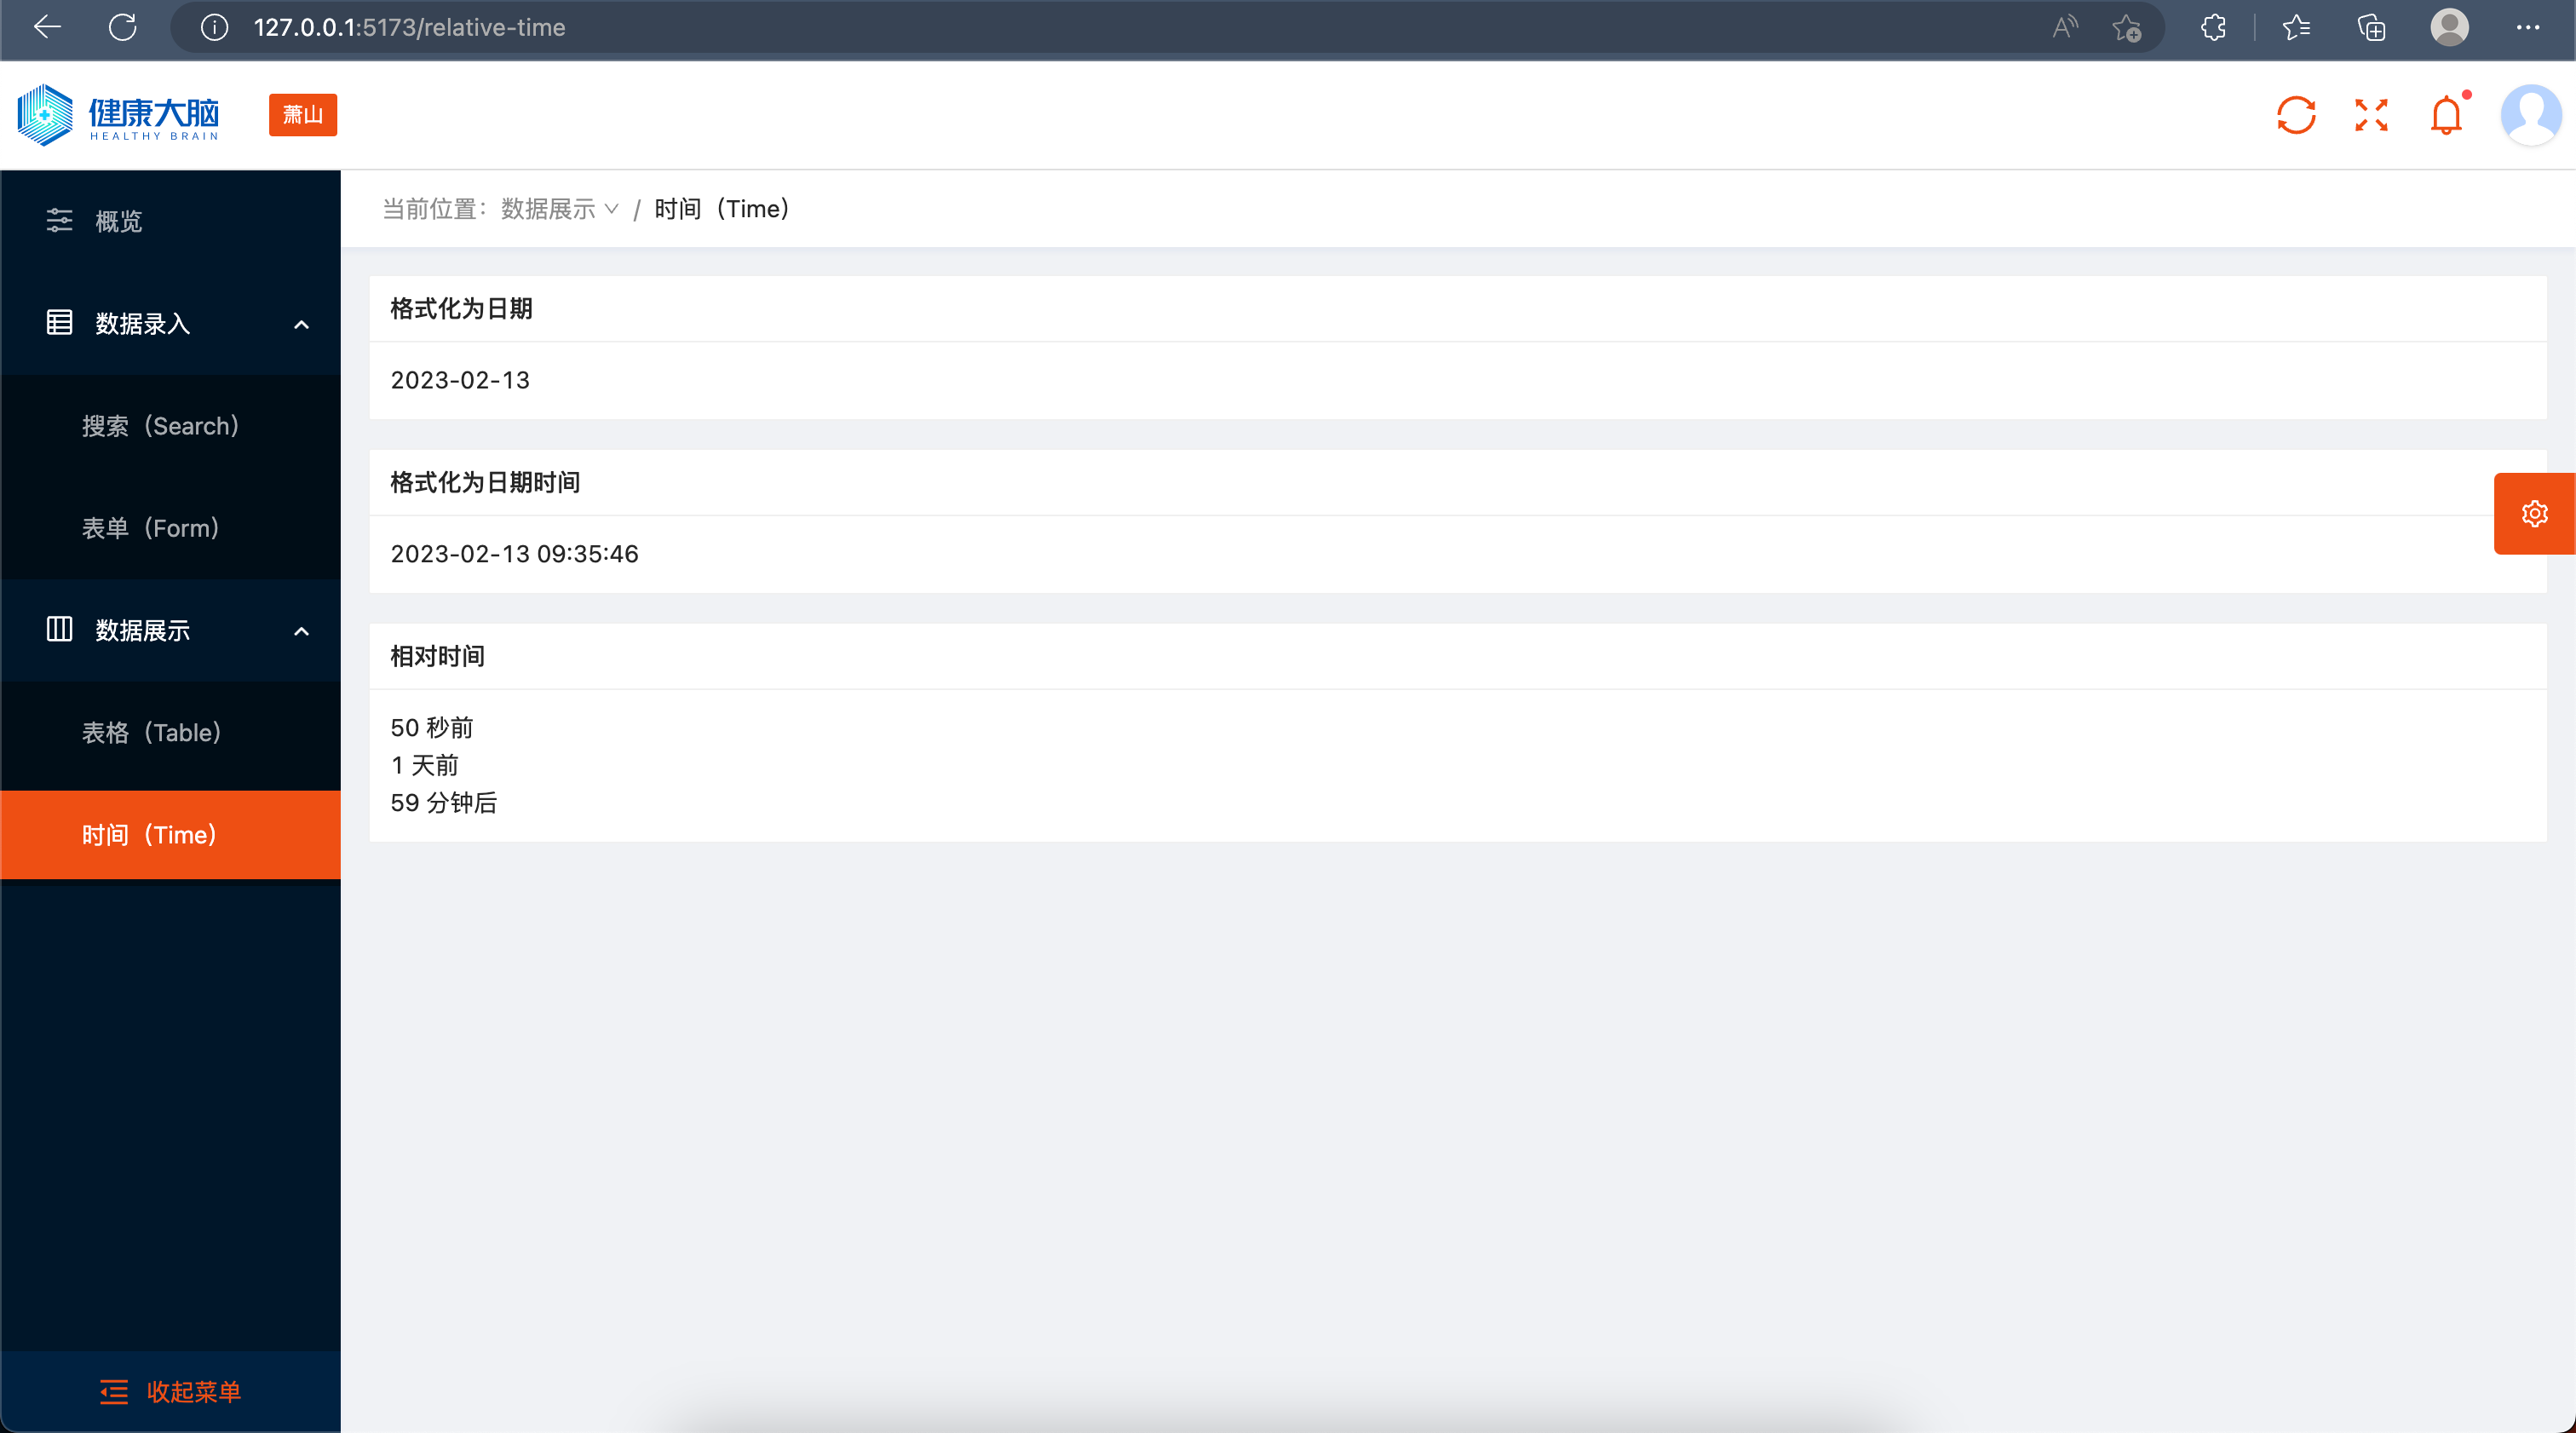 127.0.0.1:5173/relative-time
健康大脑
HEALTHY BRAIN
萧山
概览
数据录入
搜索（Search）
表单（Form）
数据展示
表格（Table）
时间（Time）
收起菜单
当前位置：数据展示 / 时间（Time）
格式化为日期
2023-02-13
格式化为日期时间
2023-02-13 09:35:46
相对时间
50 秒前
1 天前
59 分钟后